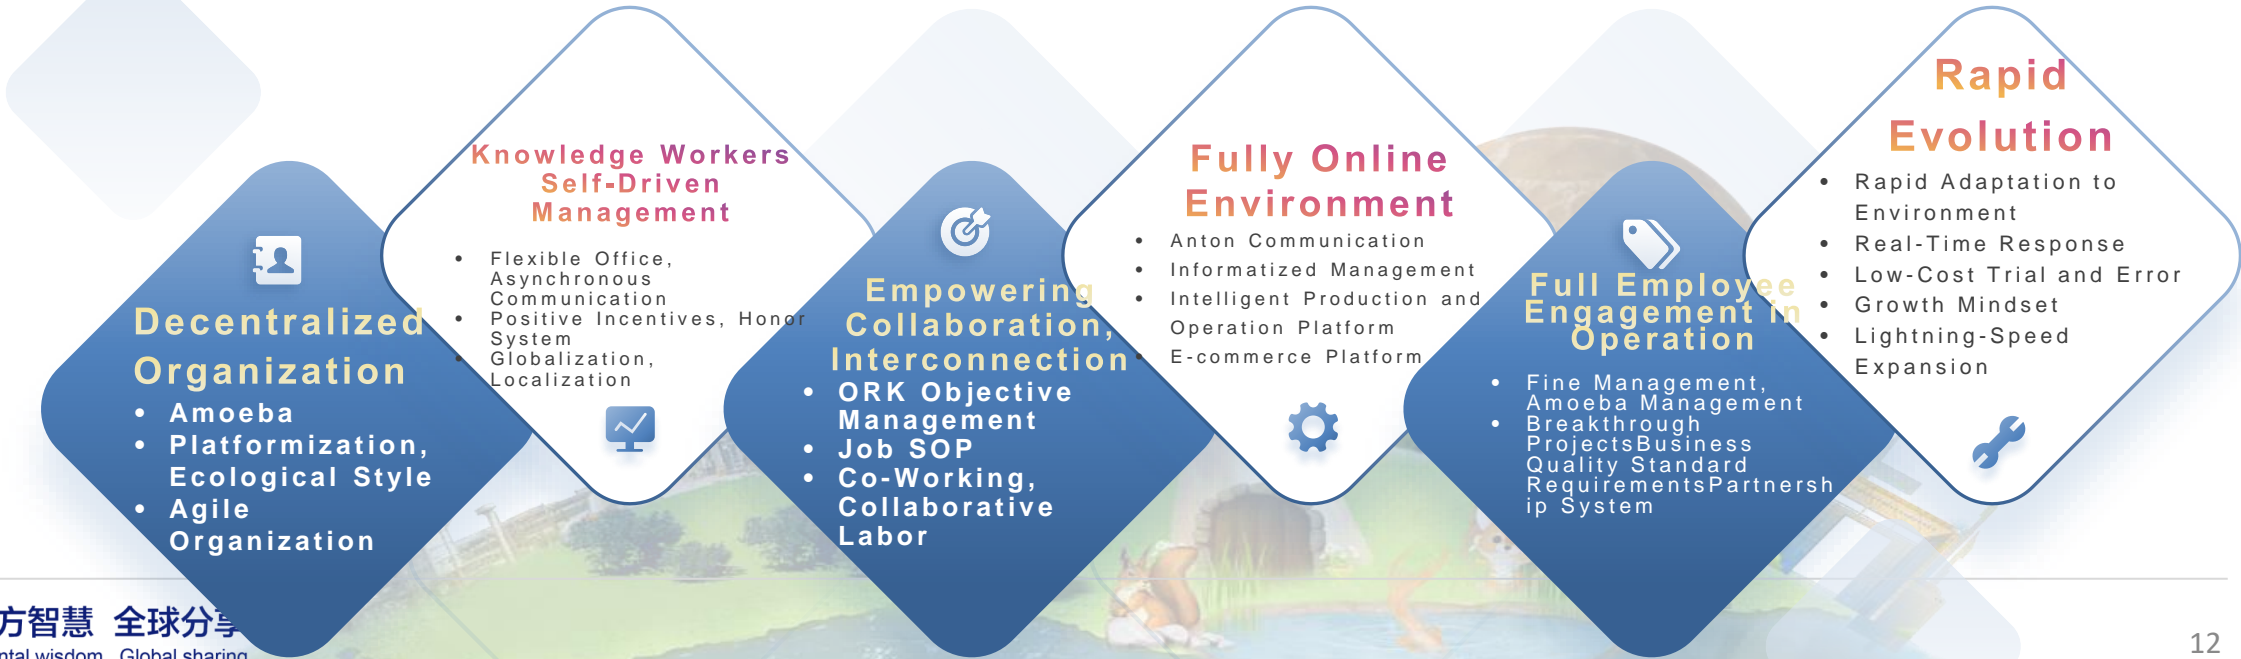 Decentralized
Organization
• Amoeba
• Platformization,
Ecological Style
• Agile
Organization
Knowledge Workers
Self-Driven
Management
• Flexible Office,
Asynchronous
Communication
• Positive Incentives, Honor
System
• Globalization,
Localization
Empowering
Collaboration,
Interconnection
• ORK Objective
Management
• Job SOP
• Co-Working,
Collaborative
Labor
Fully Online
Environment
• Anton Communication
• Informatized Management
• Intelligent Production and
Operation Platform
• E-commerce Platform
Full Employee
Engagement in
Operation
• Fine Management,
Amoeba Management
• Breakthrough
ProjectsBusiness
Quality Standard
RequirementsPartnersh
ip System
Rapid
Evolution
• Rapid Adaptation to
Environment
• Real-Time Response
• Low-Cost Trial and Error
• Growth Mindset
• Lightning-Speed
Expansion
方智慧 全球分享
ntal wisdom Global sharing
12